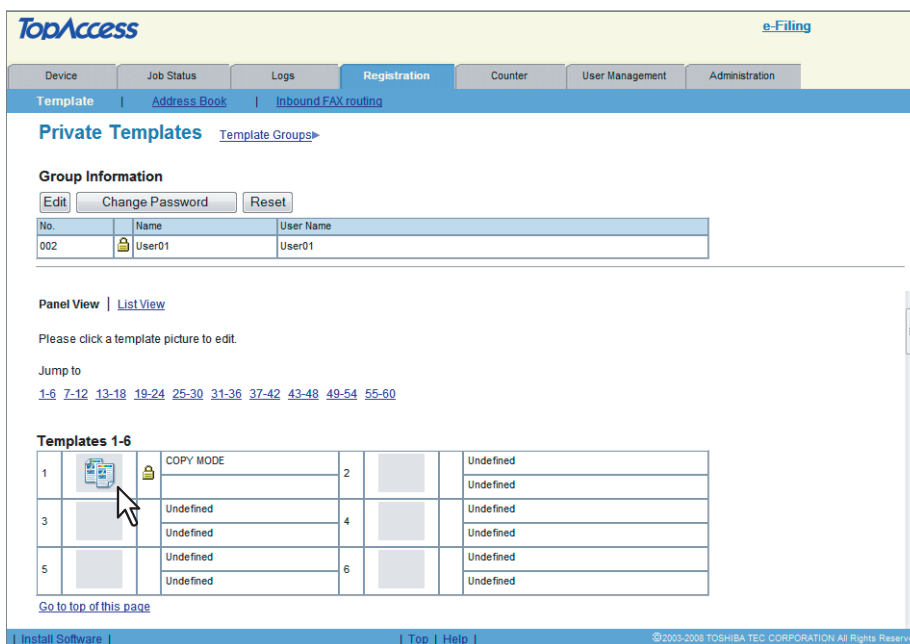 TopAccess
e-Filing
Device Job Status Logs Registration Counter User Management Administration
Template | Address Book | Inbound FAX routing
Private Templates Template Groups
Group Information
Edit Change Password Reset
No. Name User Name
002 User01 User01
Panel View | List View
Please click a template picture to edit.
Jump to
1-6 7-12 13-18 19-24 25-30 31-36 37-42 43-48 49-54 55-60
Templates 1-6
1 COPY MODE 2 Undefined
Undefined
3 Undefined 4 Undefined
Undefined Undefined
5 Undefined 6 Undefined
Undefined Undefined
Go to top of this page
| Install Software | | Top | Help | ©2003-2008 TOSHIBA TEC CORPORATION All Rights Reserve